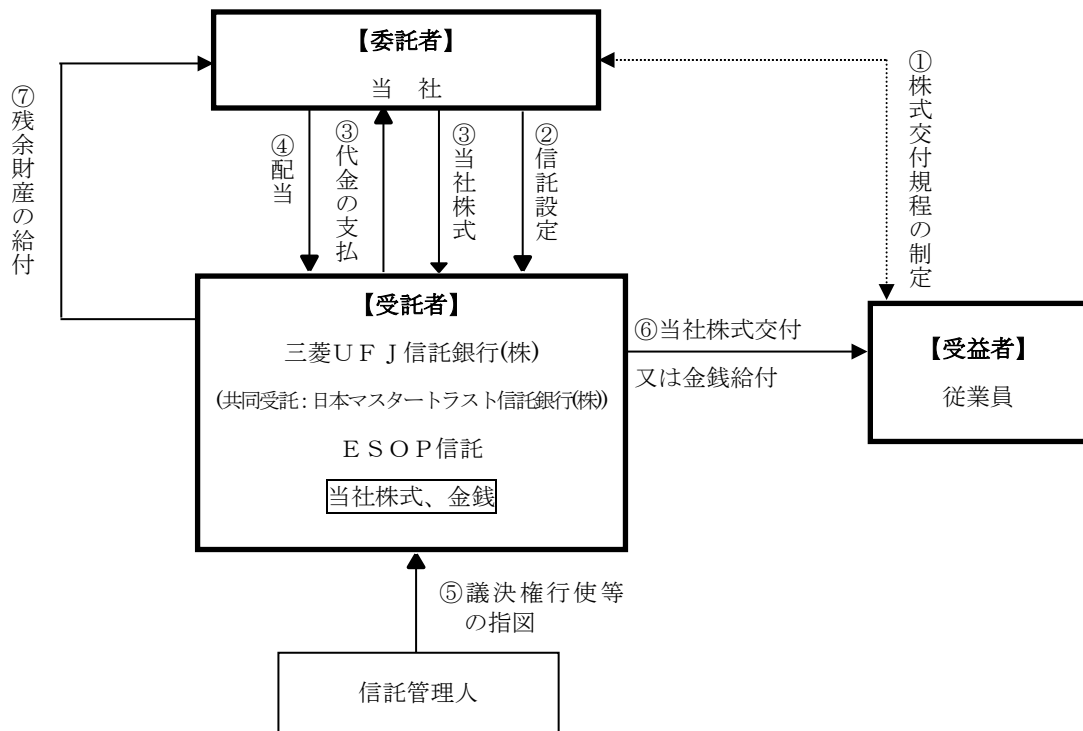 【委託者】
当 社
①株式交付規程の制定
⑦残余財産の給付
④配当
③代金の支払
③当社株式
②信託設定
【受託者】
三菱ＵＦＪ信託銀行(株)
(共同受託:日本マスタートラスト信託銀行(株))
ＥＳＯＰ信託
当社株式、金銭
⑥当社株式交付
又は金銭給付
【受益者】
従業員
⑤議決権行使等
の指図
信託管理人